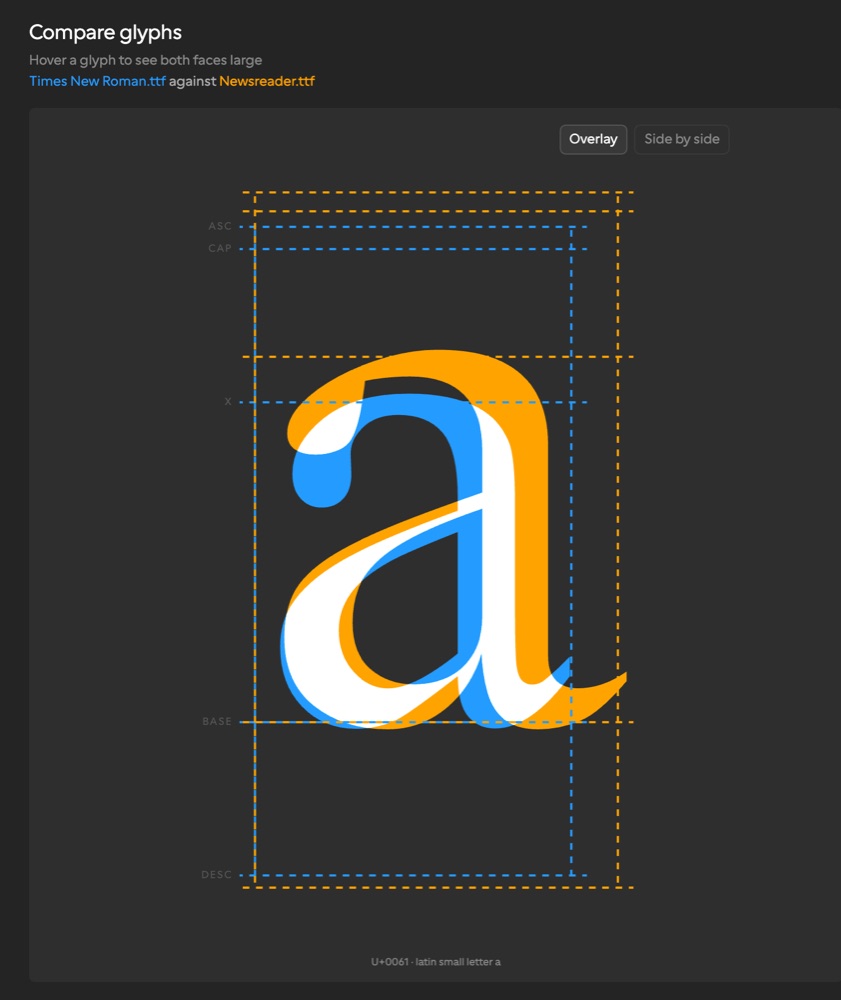 Compare glyphs
Hover a glyph to see both faces large
Times New Roman.ttf against Newsreader.ttf
Overlay Side by side
ASC
CAP
X
a
BASE
DESC
U+0061 · latin small letter a